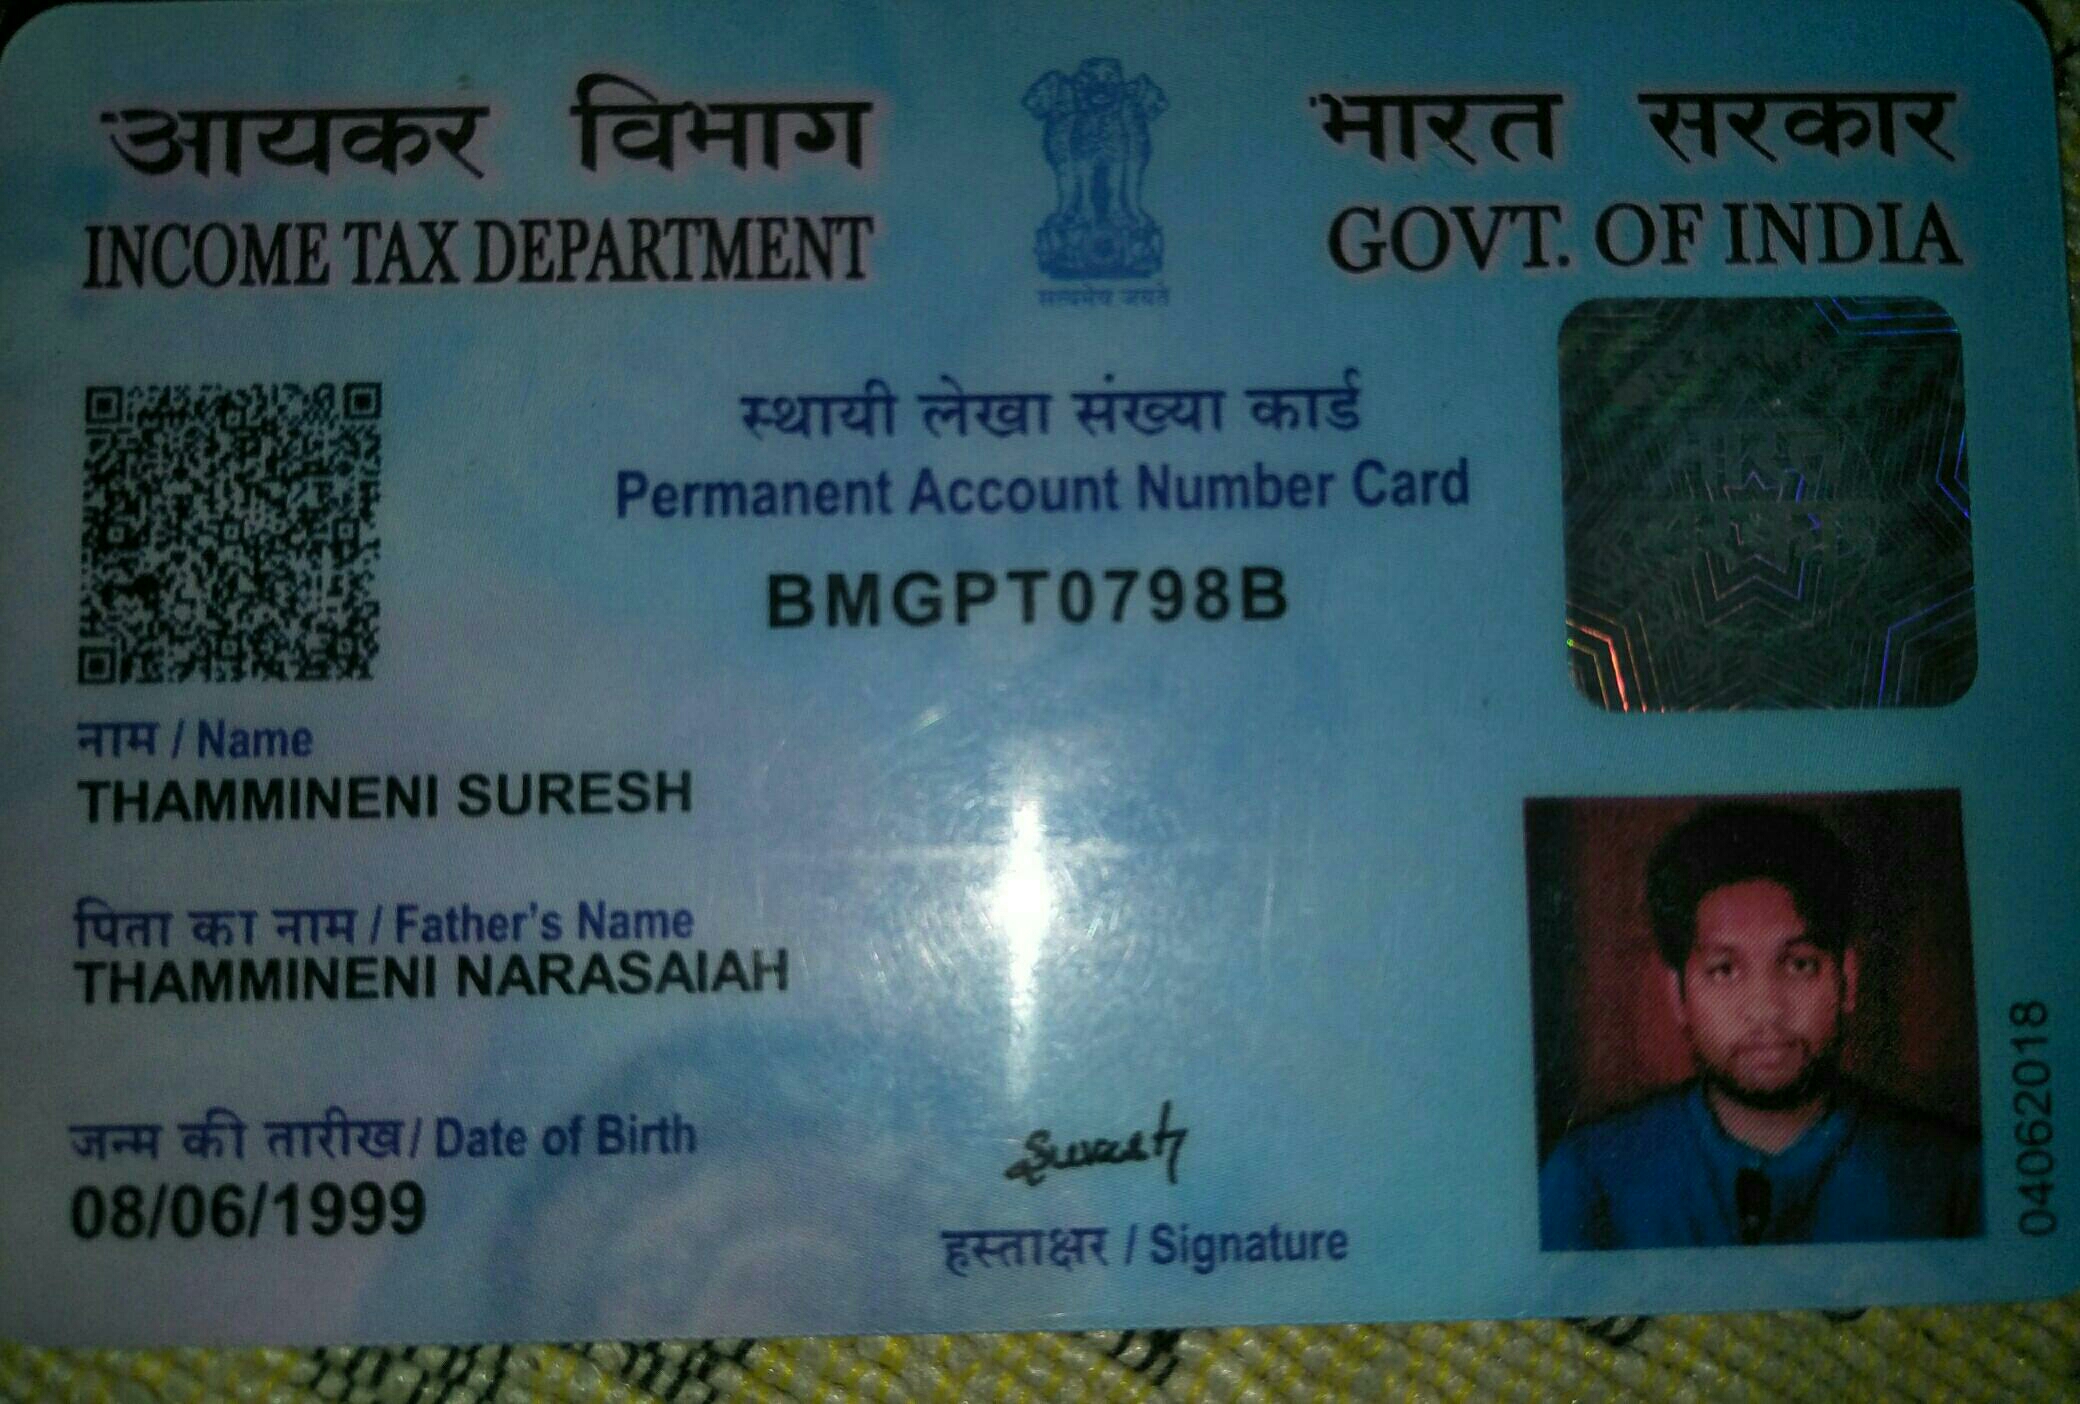 आयकर विभाग
INCOME TAX DEPARTMENT
सत्यमेव जयते
भारत सरकार
GOVT. OF INDIA
स्थायी लेखा संख्या कार्ड
Permanent Account Number Card
BMGPT0798B
नाम / Name
THAMMINENI SURESH
पिता का नाम / Father's Name
THAMMINENI NARASAIAH
जन्म की तारीख / Date of Birth
08/06/1999
Suresh
हस्ताक्षर / Signature
04062018